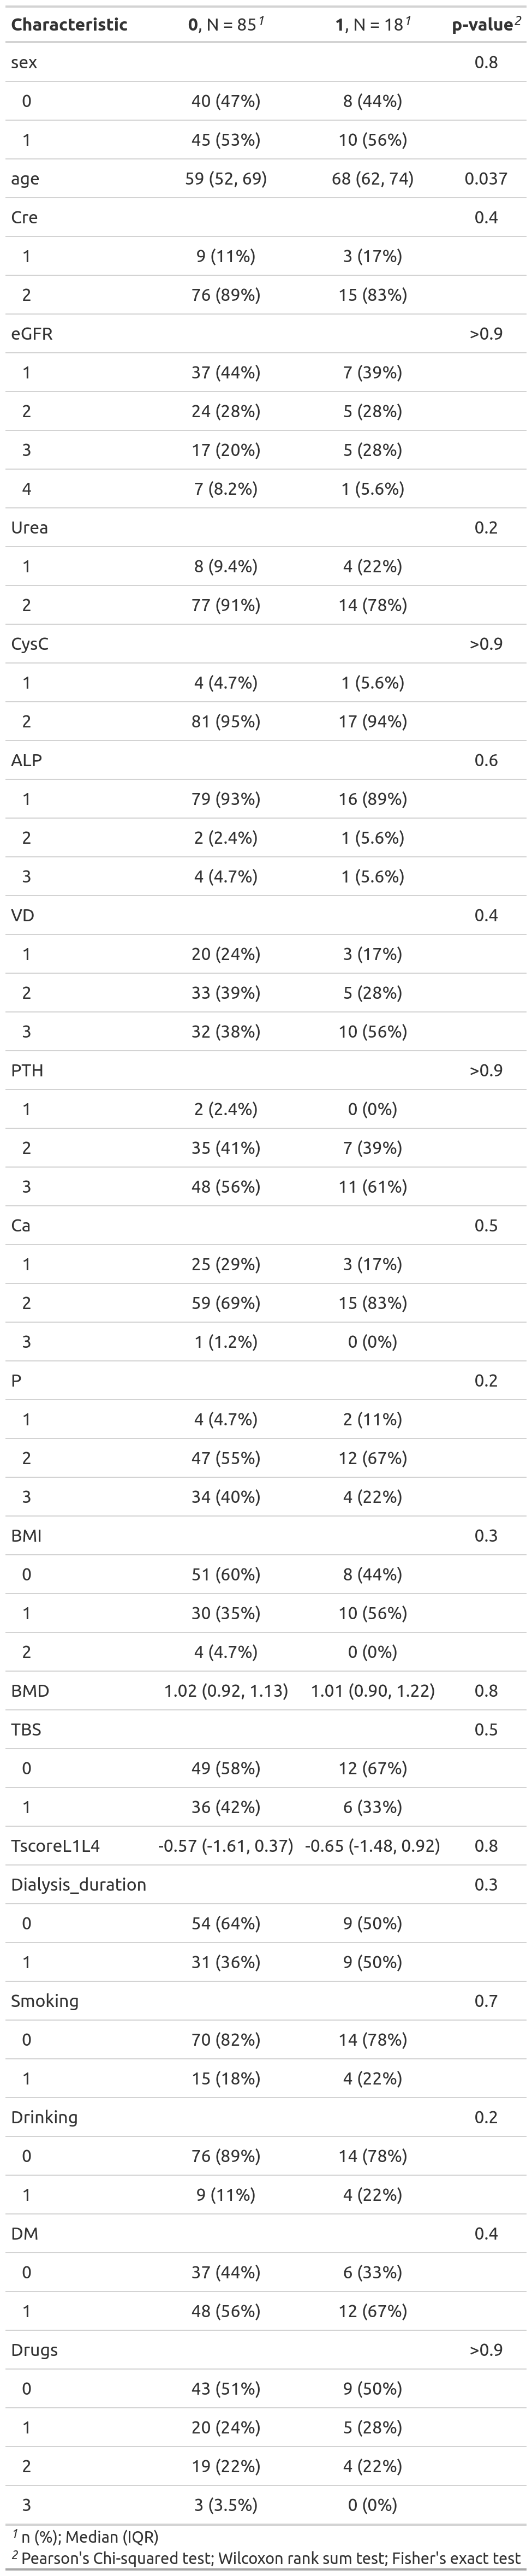 Characteristic 0, N = 85¹ 1, N = 18¹ p-value²
sex 0.8
0 40 (47%) 8 (44%)
1 45 (53%) 10 (56%)
age 59 (52, 69) 68 (62, 74) 0.037
Cre 0.4
1 9 (11%) 3 (17%)
2 76 (89%) 15 (83%)
eGFR >0.9
1 37 (44%) 7 (39%)
2 24 (28%) 5 (28%)
3 17 (20%) 5 (28%)
4 7 (8.2%) 1 (5.6%)
Urea 0.2
1 8 (9.4%) 4 (22%)
2 77 (91%) 14 (78%)
CysC >0.9
1 4 (4.7%) 1 (5.6%)
2 81 (95%) 17 (94%)
ALP 0.6
1 79 (93%) 16 (89%)
2 2 (2.4%) 1 (5.6%)
3 4 (4.7%) 1 (5.6%)
VD 0.4
1 20 (24%) 3 (17%)
2 33 (39%) 5 (28%)
3 32 (38%) 10 (56%)
PTH >0.9
1 2 (2.4%) 0 (0%)
2 35 (41%) 7 (39%)
3 48 (56%) 11 (61%)
Ca 0.5
1 25 (29%) 3 (17%)
2 59 (69%) 15 (83%)
3 1 (1.2%) 0 (0%)
P 0.2
1 4 (4.7%) 2 (11%)
2 47 (55%) 12 (67%)
3 34 (40%) 4 (22%)
BMI 0.3
0 51 (60%) 8 (44%)
1 30 (35%) 10 (56%)
2 4 (4.7%) 0 (0%)
BMD 1.02 (0.92, 1.13) 1.01 (0.90, 1.22) 0.8
TBS 0.5
0 49 (58%) 12 (67%)
1 36 (42%) 6 (33%)
TscoreL1L4 -0.57 (-1.61, 0.37) -0.65 (-1.48, 0.92) 0.8
Dialysis_duration 0.3
0 54 (64%) 9 (50%)
1 31 (36%) 9 (50%)
Smoking 0.7
0 70 (82%) 14 (78%)
1 15 (18%) 4 (22%)
Drinking 0.2
0 76 (89%) 14 (78%)
1 9 (11%) 4 (22%)
DM 0.4
0 37 (44%) 6 (33%)
1 48 (56%) 12 (67%)
Drugs >0.9
0 43 (51%) 9 (50%)
1 20 (24%) 5 (28%)
2 19 (22%) 4 (22%)
3 3 (3.5%) 0 (0%)
¹ n (%); Median (IQR)
² Pearson's Chi-squared test; Wilcoxon rank sum test; Fisher's exact test